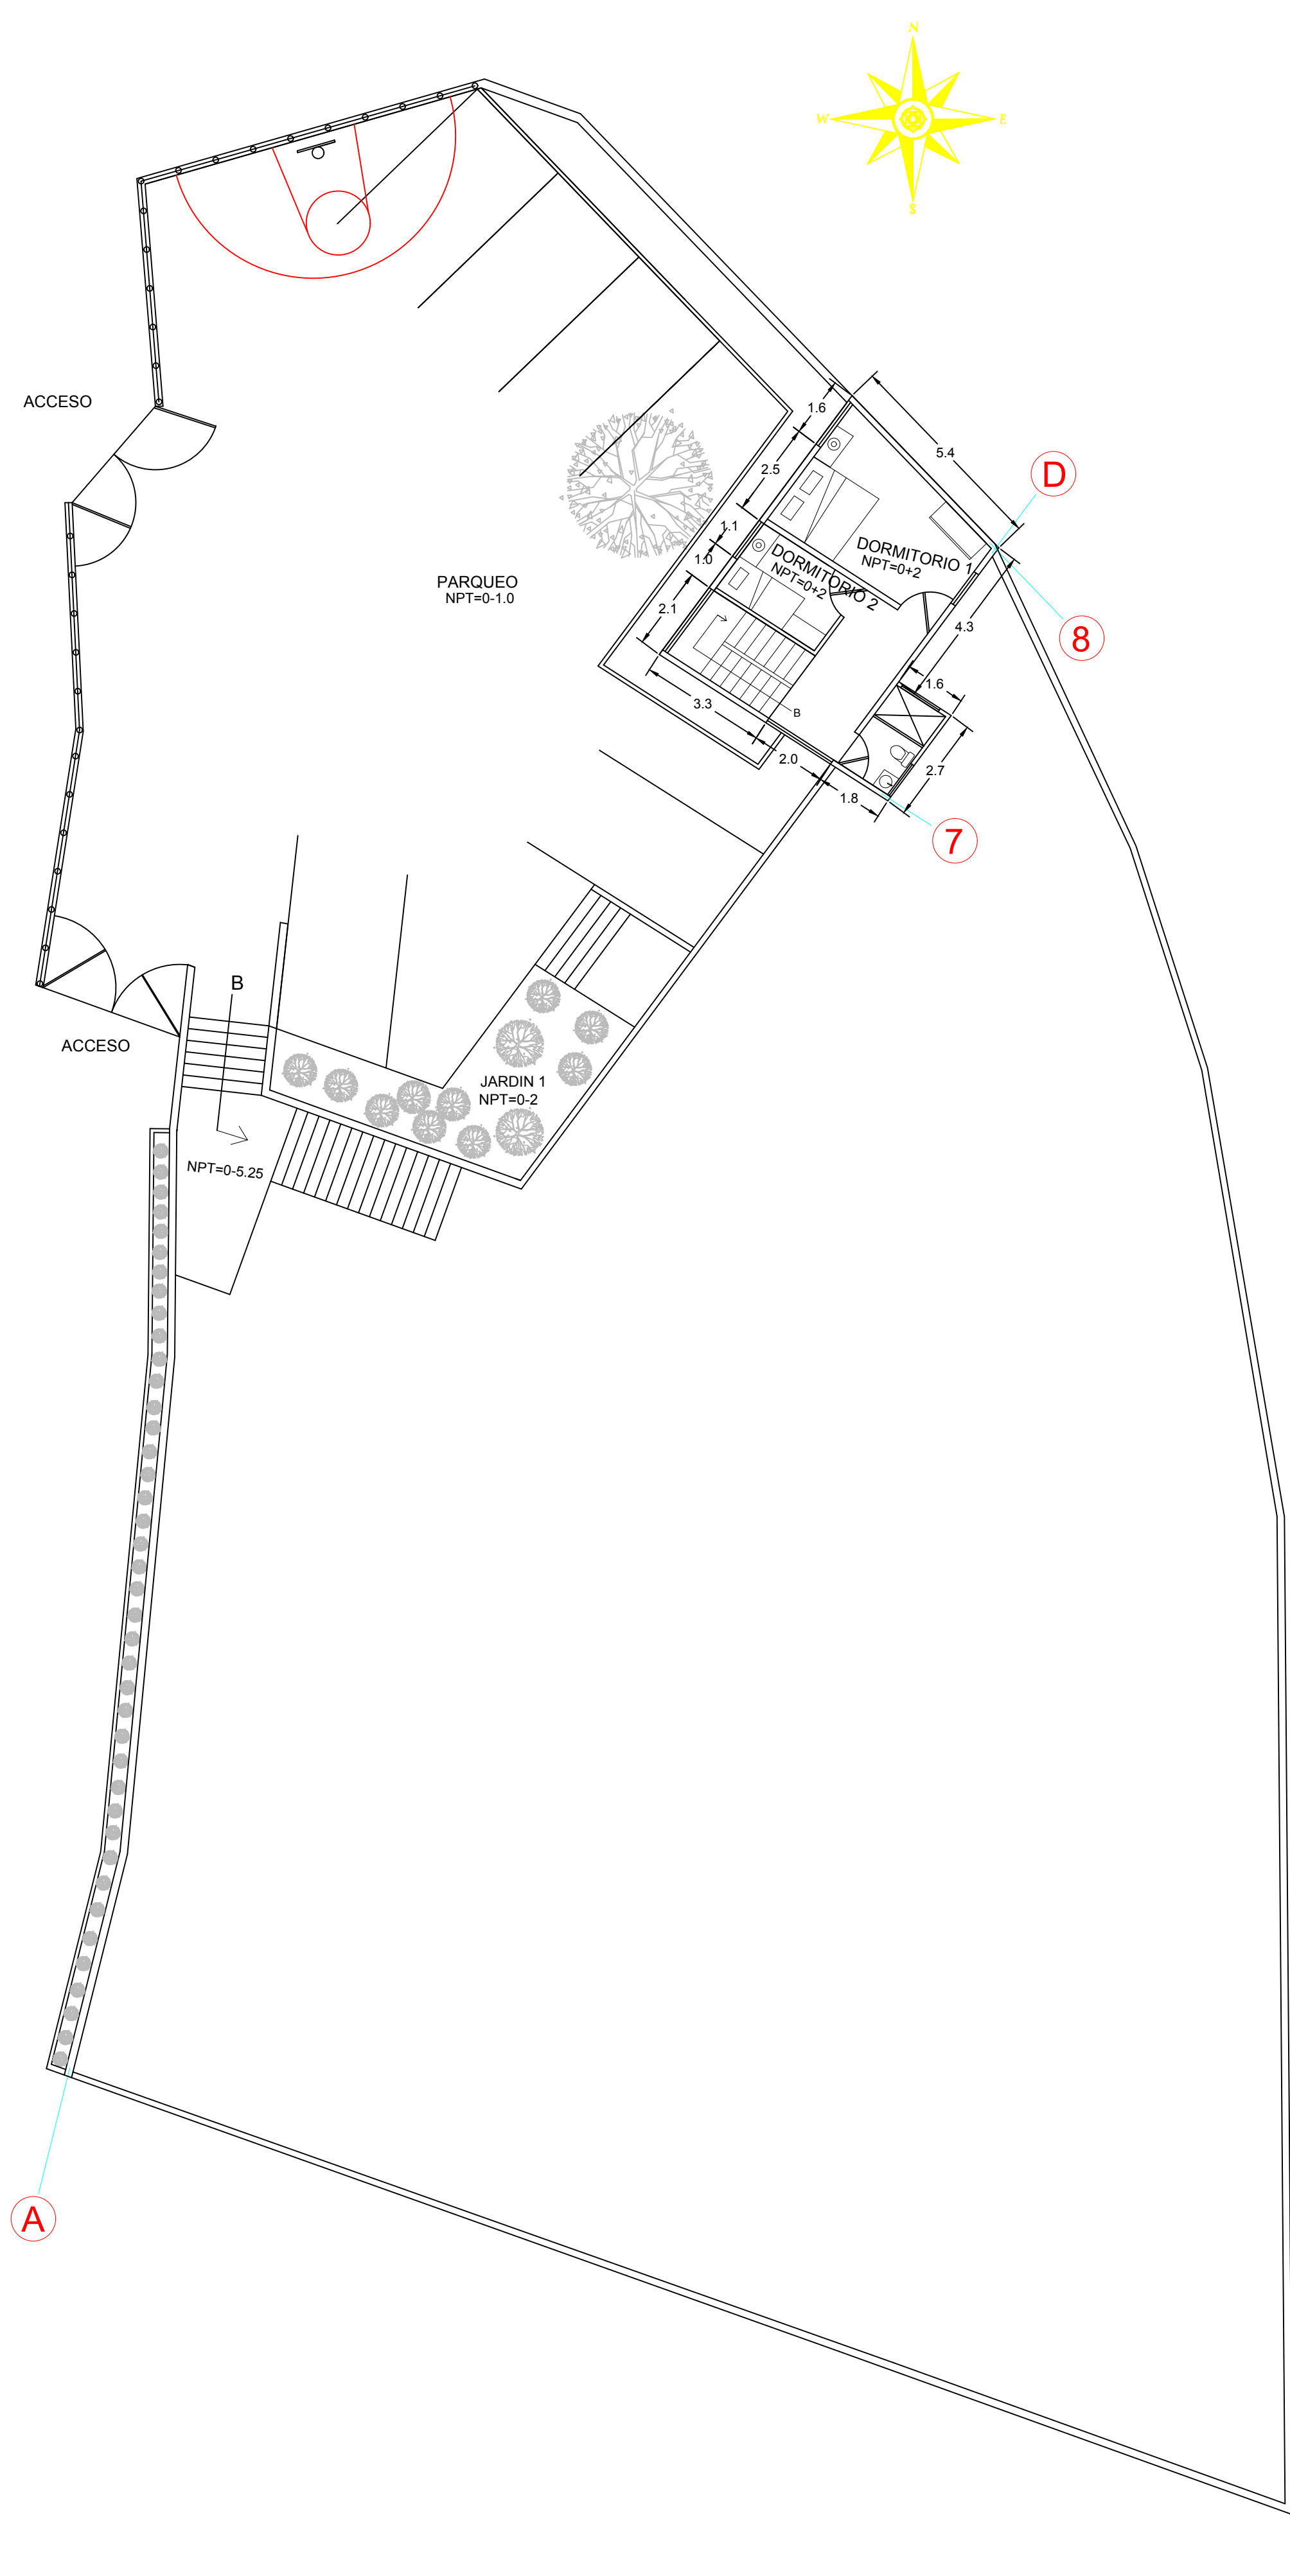 N
W
E
S
ACCESO
1.6
5.4
2.5
D
1.1
DORMITORIO 1
NPT=0+2
1.0
DORMITORIO 2
NPT=0+2
PARQUEO
NPT=0-1.0
2.1
4.3
8
1.6
3.3
B
2.0
2.7
1.8
7
B
ACCESO
JARDIN 1
NPT=0-2
NPT=0-5.25
A